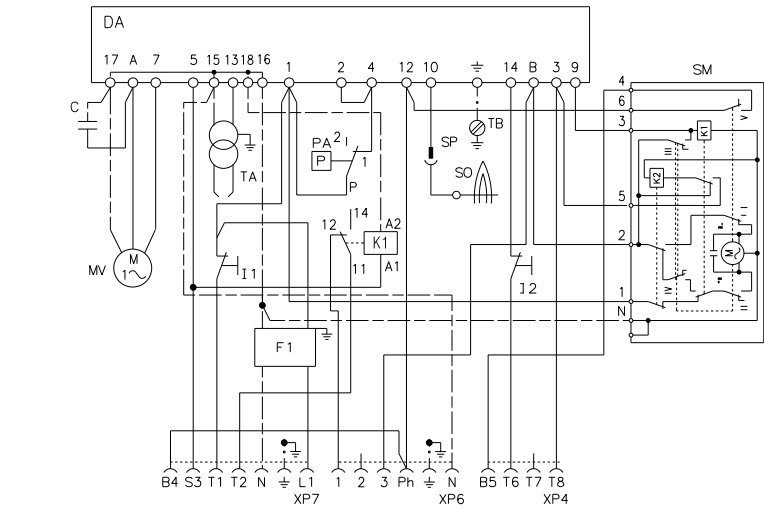 DA
17 A 7 5 15 13 18 16 1 2 4 12 10 14 B 3 9
SM
4
C
6
3
K1
V
TB
SP
PA 2 1
P
1
III
TA
SO
K2
P
5
I
14
12 A2
2
K1
M
M
1~
MV
11 A1
I1
I2
IV
II
1
N
F1
B4 S3 T1 T2 N L1 1 2 3 Ph N B5 T6 T7 T8
XP7 XP6 XP4